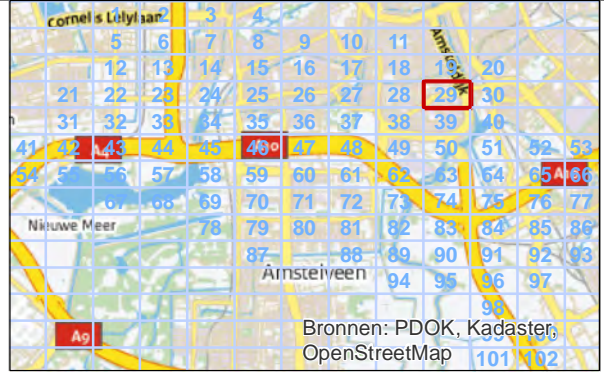 Cornelis Lelylaan 1 2 3 4
5 6 7 8 9 10 11
Amsteldijk
12 13 14 15 16 17 18 19 20
21 22 23 24 25 26 27 28 29 30
31 32 33 34 35 36 37 38 39 40
41 42 43 44 45 46 47 48 49 50 51 52 53
A4
54 55 56 57 58 59 60 61 62 63 64 65 66
67 68 69 70 71 72 73 74 75 76 77
Nieuwe Meer 78 79 80 81 82 83 84 85 86
87 88 89 90 91 92 93
Amstelveen
94 95 96 97
98
A9
Bronnen: PDOK, Kadaster,
OpenStreetMap
101 102